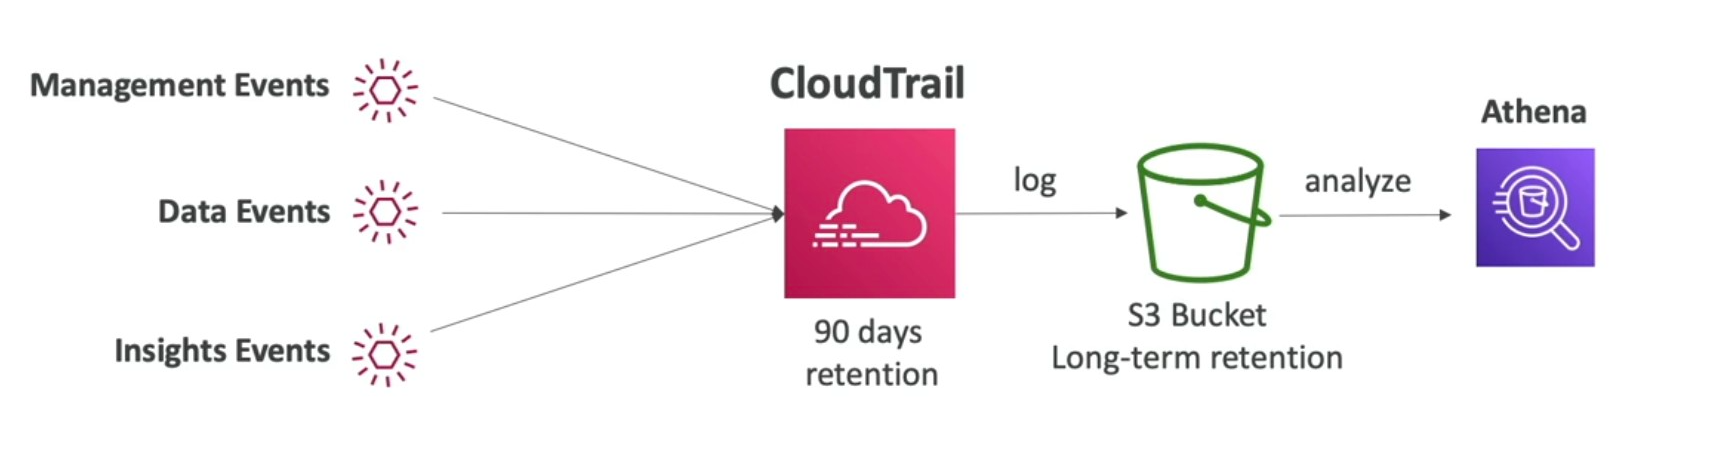 Management Events
Data Events
Insights Events
CloudTrail
90 days
retention
log
S3 Bucket
Long-term retention
analyze
Athena